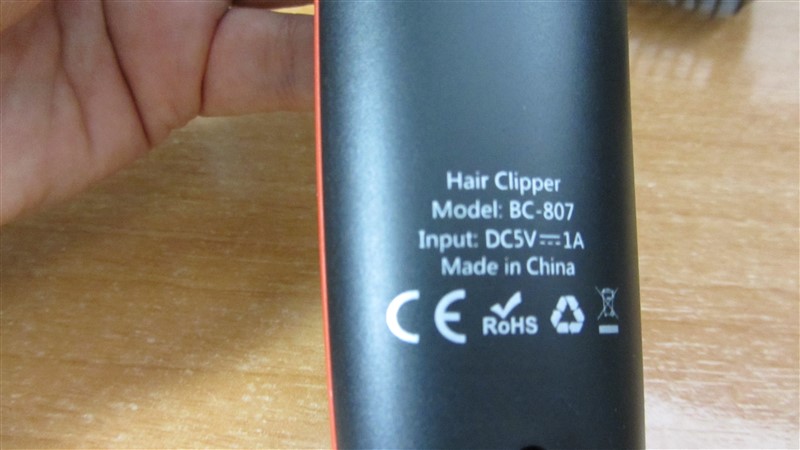 Hair Clipper
Model: BC-807
Input: DC5V⎓1A
Made in China
CE RoHS